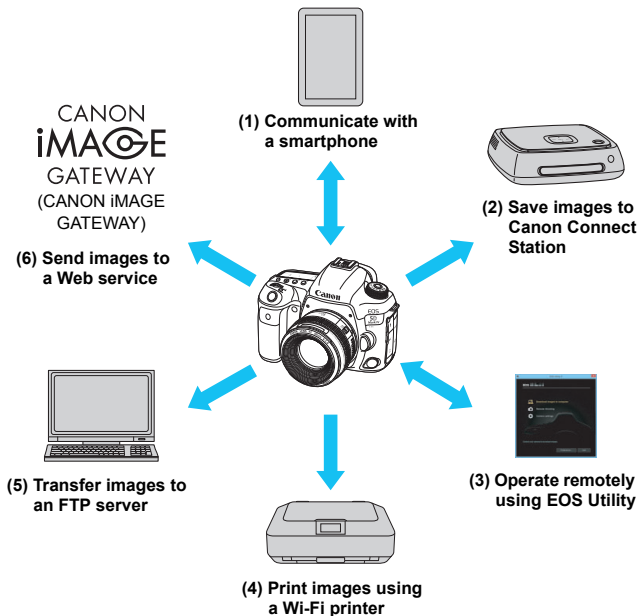 (1) Communicate with
a smartphone
CANON
iMAGE
GATEWAY
(CANON iMAGE
GATEWAY)
(6) Send images to
a Web service
(2) Save images to
Canon Connect
Station
Canon
EOS
5D
(5) Transfer images to
an FTP server
(3) Operate remotely
using EOS Utility
(4) Print images using
a Wi-Fi printer